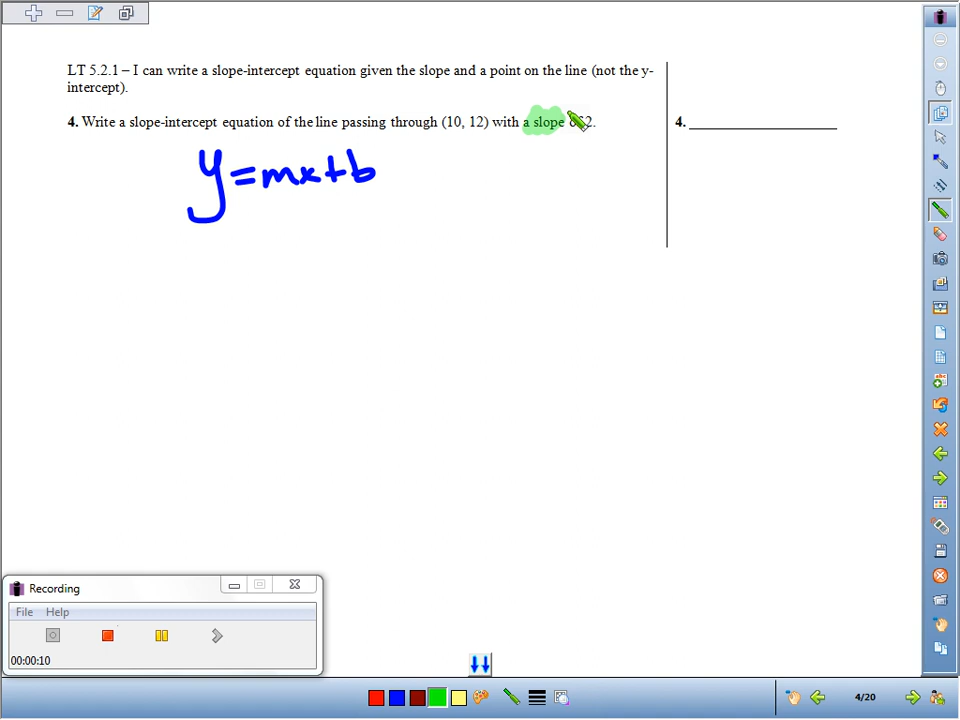 LT 5.2.1 – I can write a slope-intercept equation given the slope and a point on the line (not the y-
intercept).
4. Write a slope-intercept equation of the line passing through (10, 12) with a slope 2.
4. ____________________
y=mx+b
Recording
File Help
00:00:10
4/20